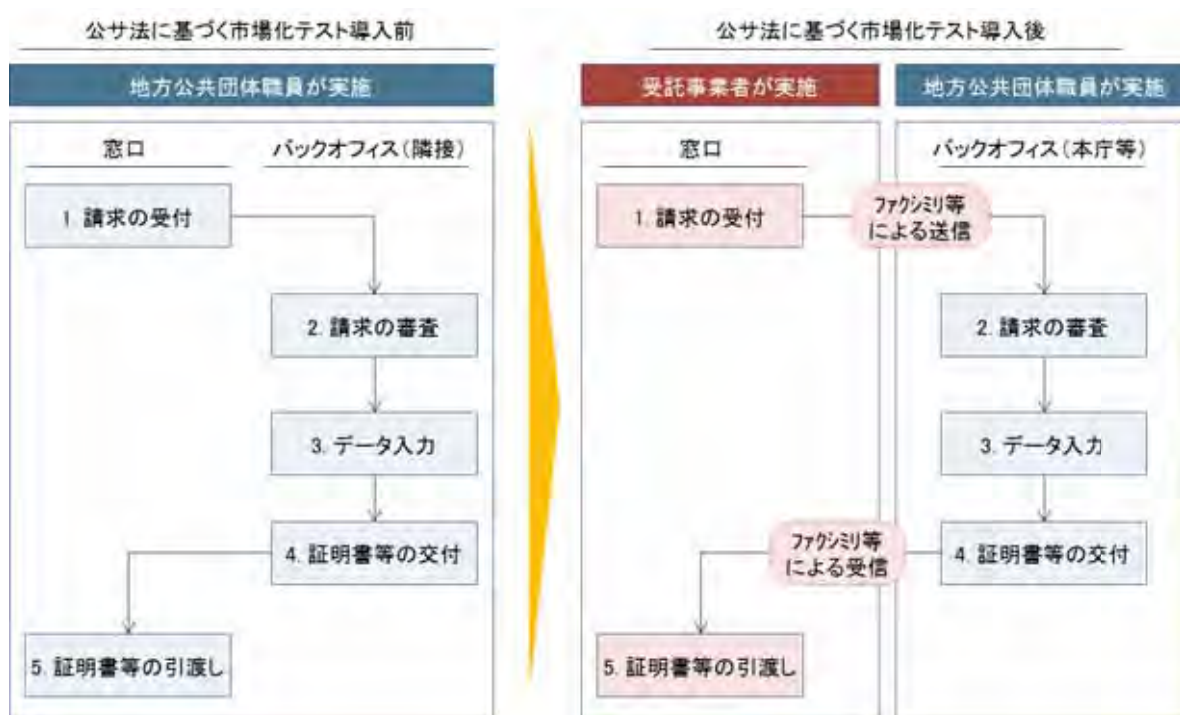 公サ法に基づく市場化テスト導入前
地方公共団体職員が実施
窓口
バックオフィス(隣接)
1. 請求の受付
2. 請求の審査
3. データ入力
4. 証明書等の交付
5. 証明書等の引渡し
公サ法に基づく市場化テスト導入後
受託事業者が実施
地方公共団体職員が実施
窓口
バックオフィス(本庁等)
1. 請求の受付
ファクシミリ等
による送信
2. 請求の審査
3. データ入力
4. 証明書等の交付
ファクシミリ等
による受信
5. 証明書等の引渡し